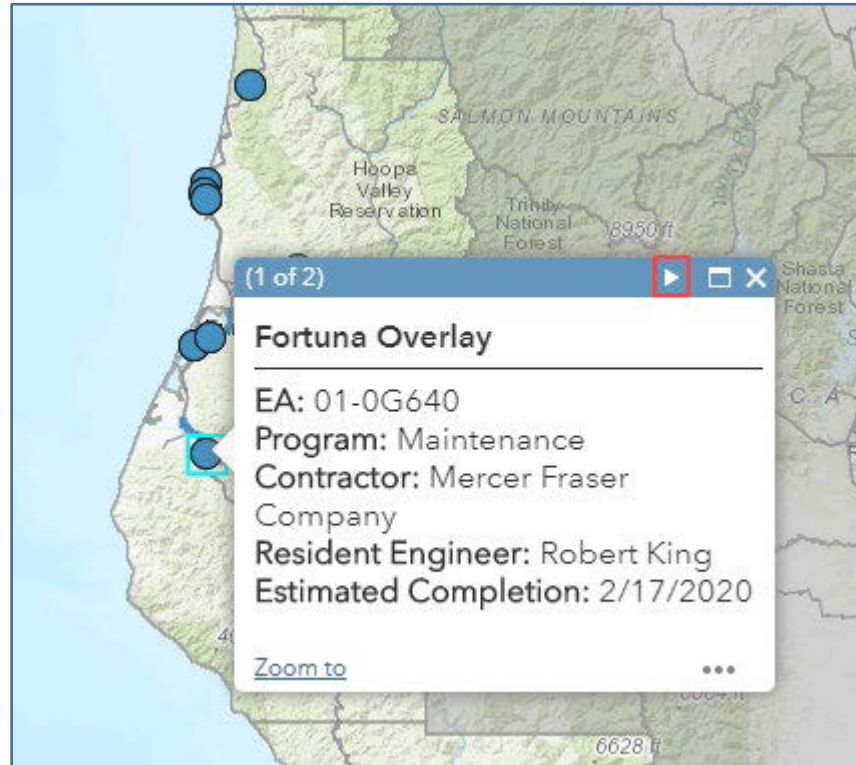 SALMON MOUNTAINS
Hoopa
Valley
Reservation
Trinity
National
Forest
8950 ft
Trinity River
Shasta
National
Forest
(1 of 2)
Fortuna Overlay
EA: 01-0G640
Program: Maintenance
Contractor: Mercer Fraser
Company
Resident Engineer: Robert King
Estimated Completion: 2/17/2020
Zoom to
C A
6628 ft